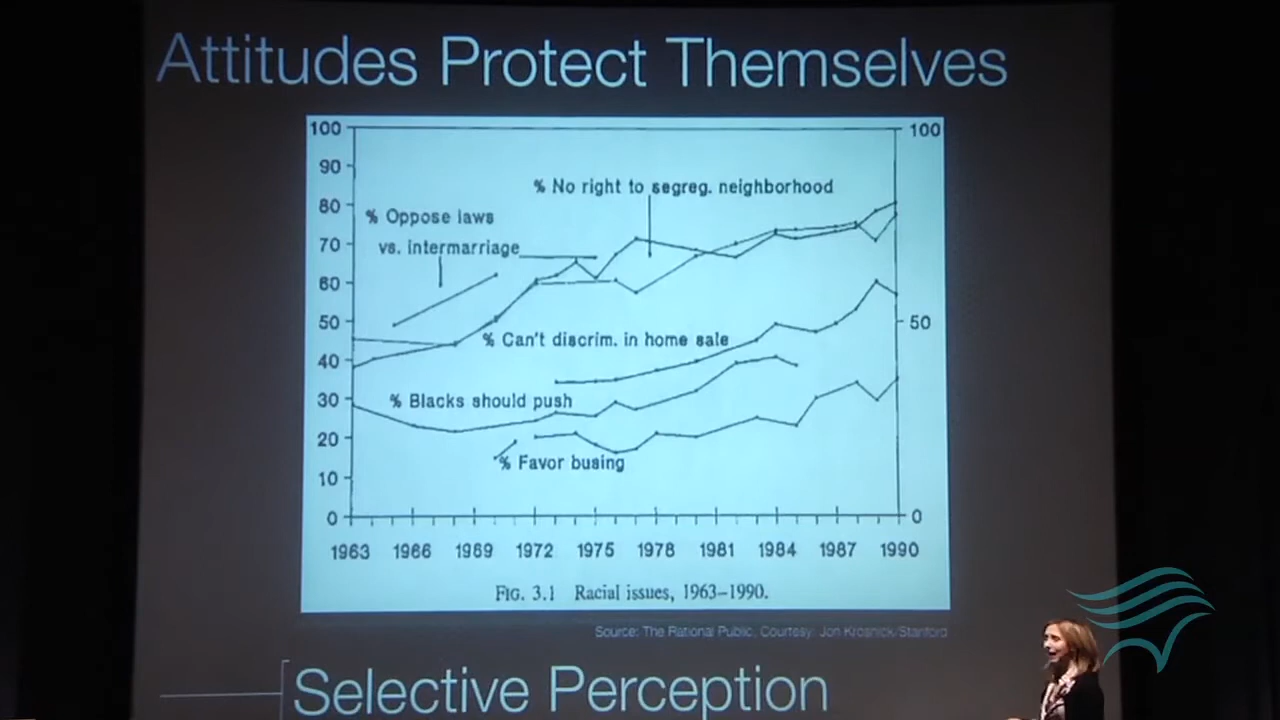 Attitudes Protect Themselves
100
90
80
70
60
50
40
30
20
10
0
100
50
0
% No right to segreg. neighborhood
% Oppose laws
vs. intermarriage
% Can't discrim. in home sale
% Blacks should push
% Favor busing
1963 1966 1969 1972 1975 1978 1981 1984 1987 1990
FIG. 3.1 Racial issues, 1963–1990.
Source: The Rational Public, Courtesy: Jon Krosnick/Stanford
Selective Perception